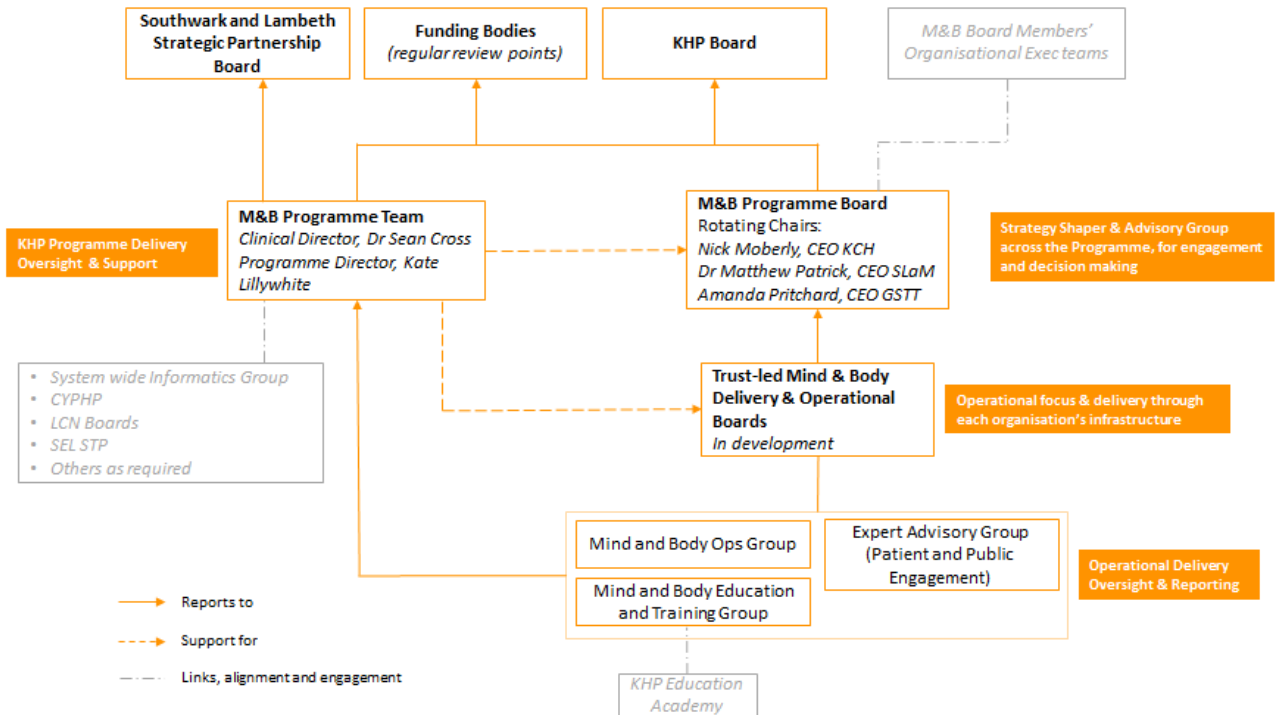 Southwark and Lambeth
Strategic Partnership
Board
Funding Bodies
(regular review points)
KHP Board
M&B Board Members’
Organisational Exec teams
M&B Programme Team
Clinical Director, Dr Sean Cross
Programme Director, Kate
Lillywhite
M&B Programme Board
Rotating Chairs:
Nick Moberly, CEO KCH
Dr Matthew Patrick, CEO SLaM
Amanda Pritchard, CEO GSTT
KHP Programme Delivery
Oversight & Support
Strategy Shaper & Advisory Group
across the Programme, for engagement
and decision making
• System wide Informatics Group
• CYPHP
• LCN Boards
• SEL STP
• Others as required
Trust-led Mind & Body
Delivery & Operational
Boards
In development
Operational focus & delivery through
each organisation’s infrastructure
Mind and Body Ops Group
Expert Advisory Group
(Patient and Public
Engagement)
Mind and Body Education
and Training Group
Operational Delivery
Oversight & Reporting
Reports to
Support for
Links, alignment and engagement
KHP Education
Academy